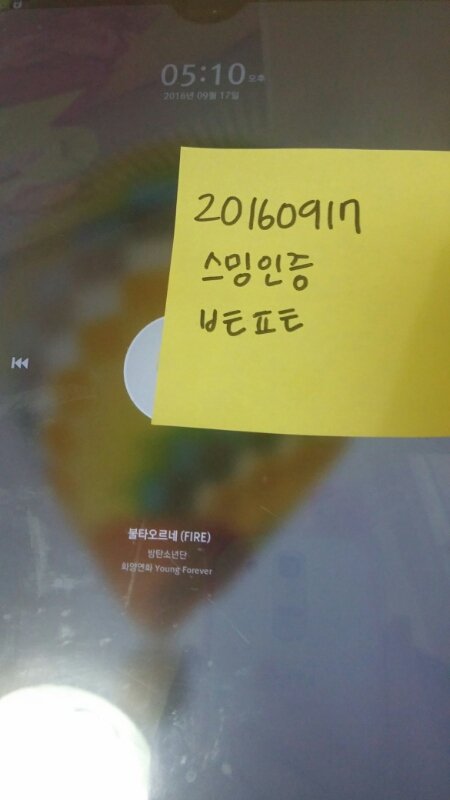 05:10 오후
2016년 09월 17일
20160917
스밍인증
ㅂㅌㅍㅌ
불타오르네 (FIRE)
방탄소년단
화양연화 Young Forever